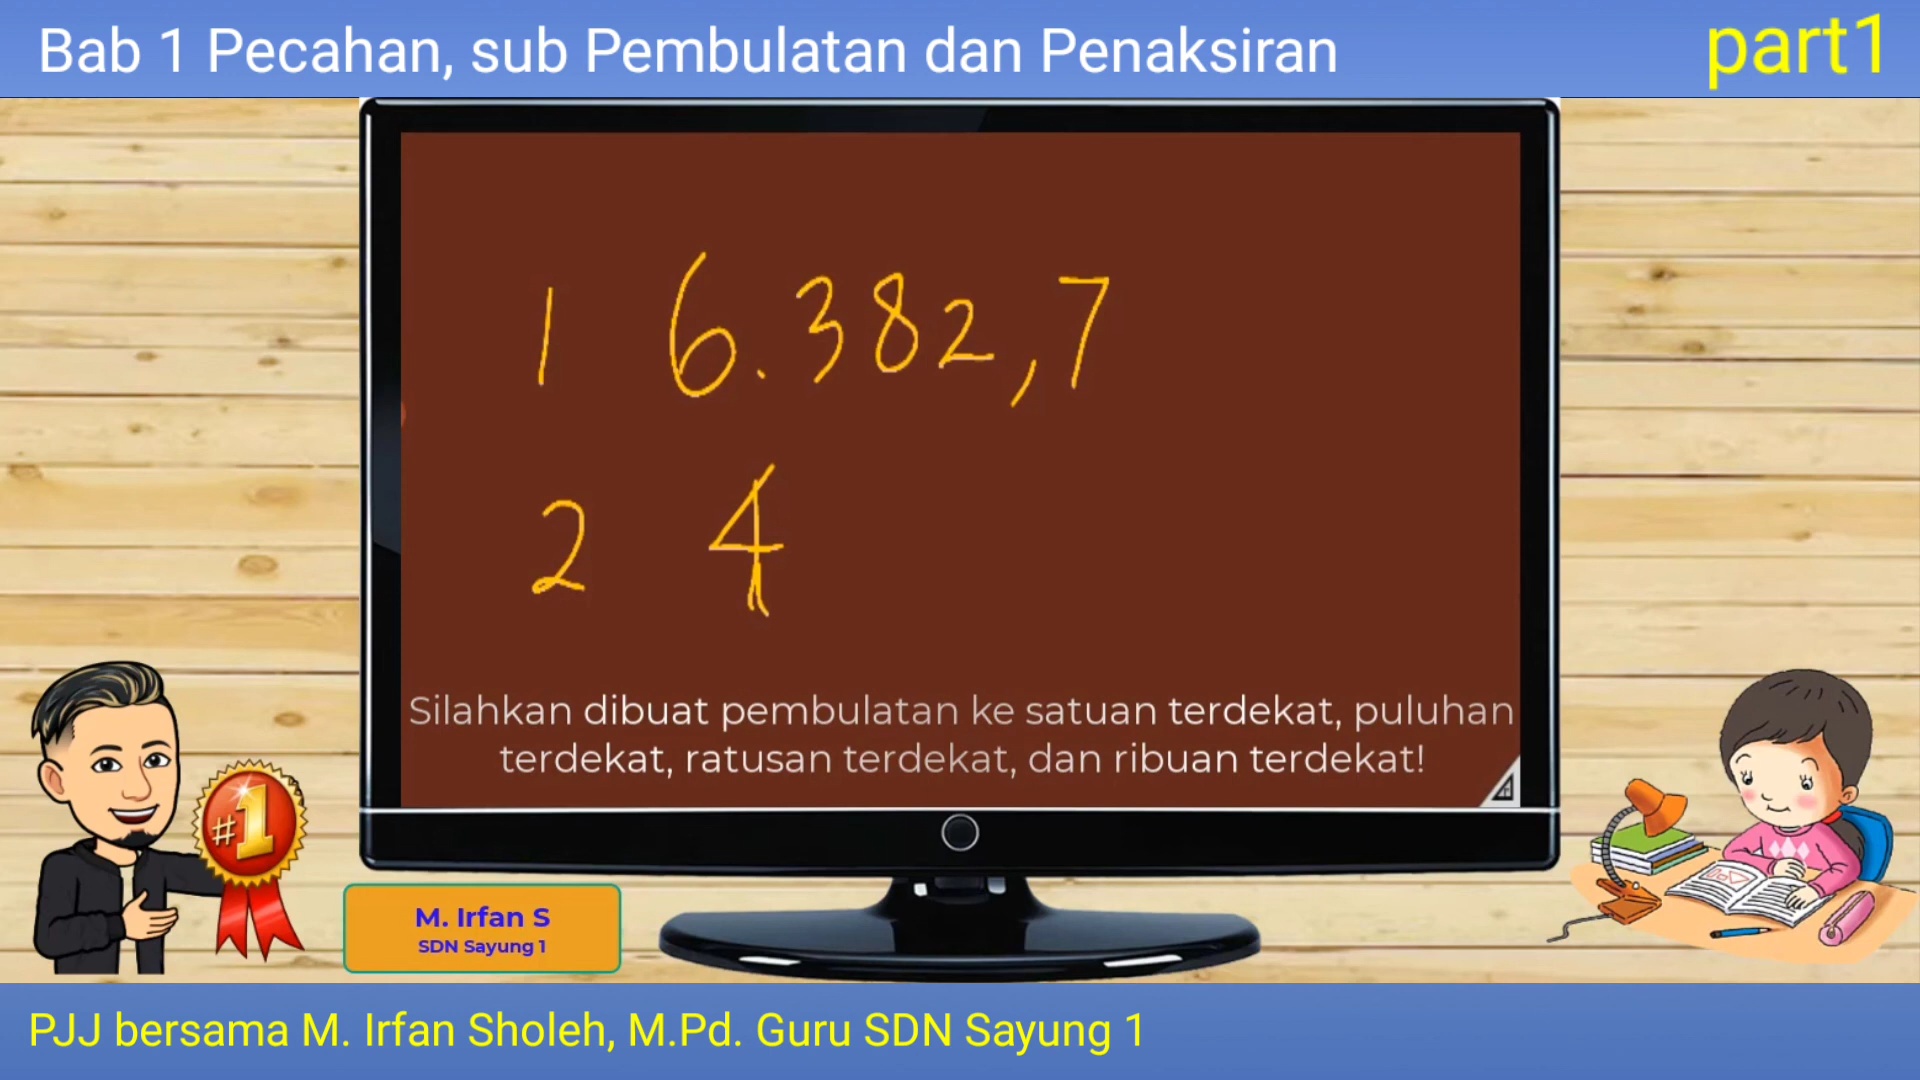 Bab 1 Pecahan, sub Pembulatan dan Penaksiran
part1
1 6.382,7
2 4
Silahkan dibuat pembulatan ke satuan terdekat, puluhan
terdekat, ratusan terdekat, dan ribuan terdekat!
#1
M. Irfan S
SDN Sayung 1
PJJ bersama M. Irfan Sholeh, M.Pd. Guru SDN Sayung 1